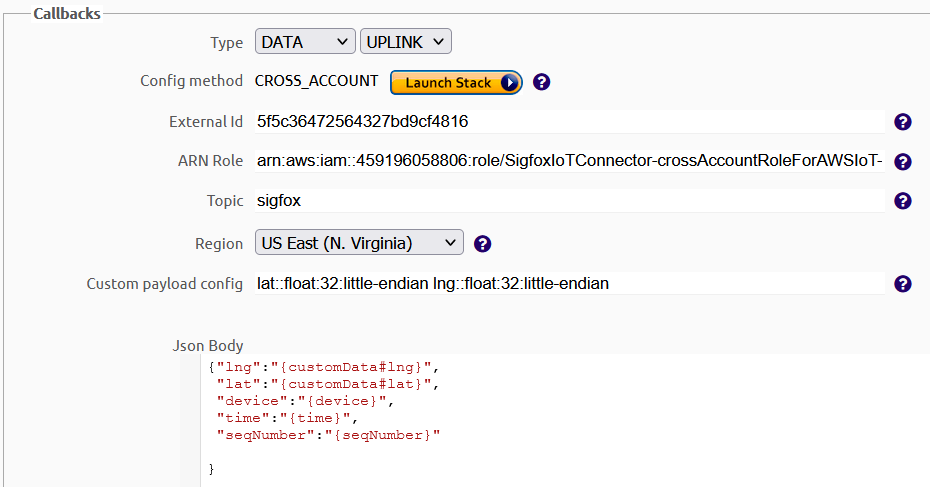 Callbacks
Type DATA UPLINK
Config method CROSS_ACCOUNT Launch Stack ?
External Id 5f5c36472564327bd9cf4816 ?
ARN Role arn:aws:iam::459196058806:role/SigfoxIoTConnector-crossAccountRoleForAWSIoT- ?
Topic sigfox ?
Region US East (N. Virginia) ?
Custom payload config lat::float:32:little-endian lng::float:32:little-endian ?
Json Body
{"lng":"{customData#lng}",
"lat":"{customData#lat}",
"device":"{device}",
"time":"{time}",
"seqNumber":"{seqNumber}"
}